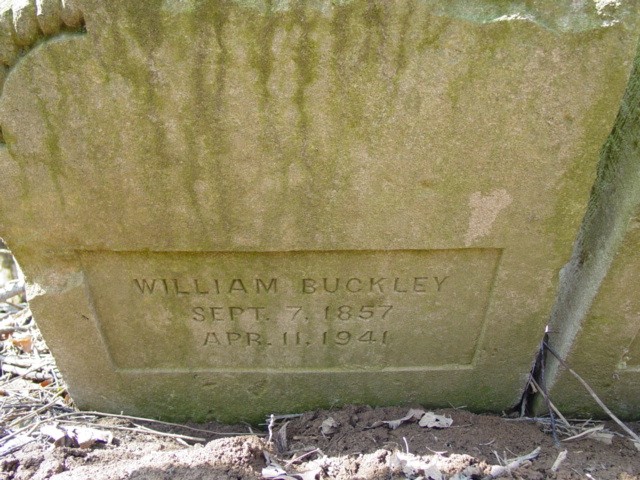 WILLIAM BUCKLEY
SEPT. 7. 1857
APR. 11. 1941